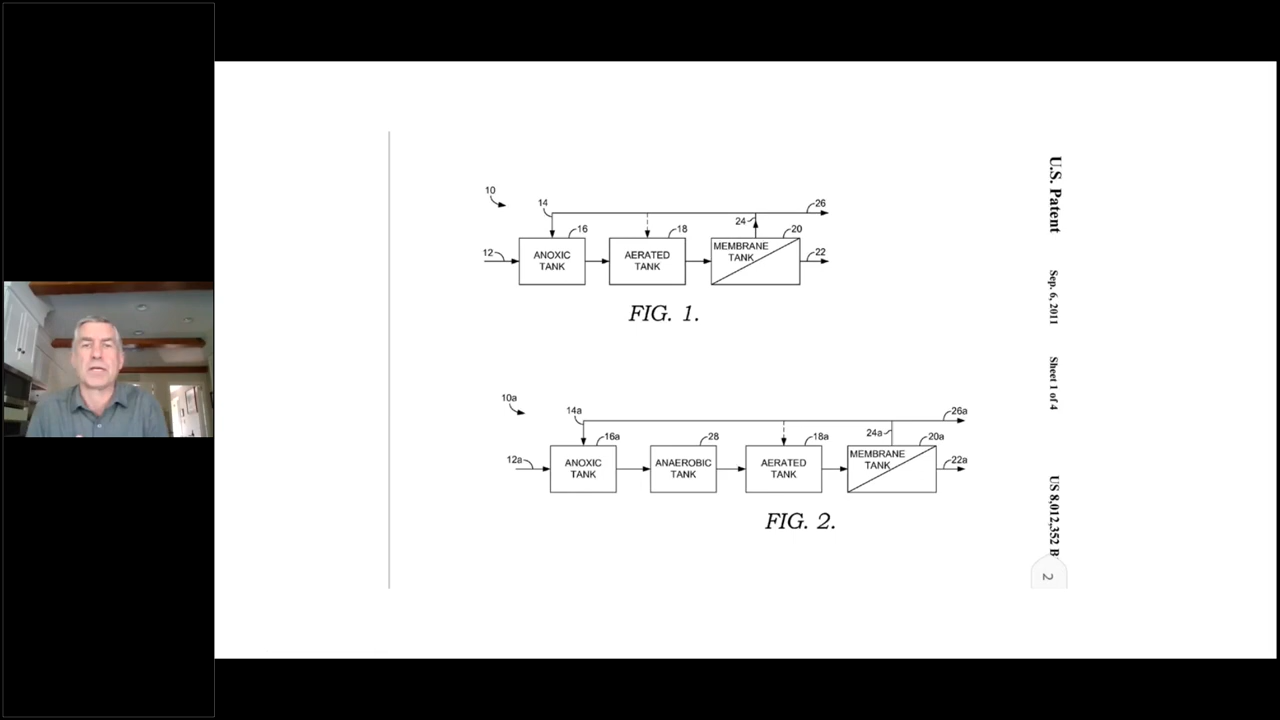 10
14
16
18
24
20
26
12
ANOXIC
TANK
AERATED
TANK
MEMBRANE
TANK
22
FIG. 1.
10a
14a
16a
28
18a
24a
20a
26a
12a
ANOXIC
TANK
ANAEROBIC
TANK
AERATED
TANK
MEMBRANE
TANK
22a
FIG. 2.
U.S. Patent
Sep. 6, 2011
Sheet 1 of 4
US 8,012,352 B
2